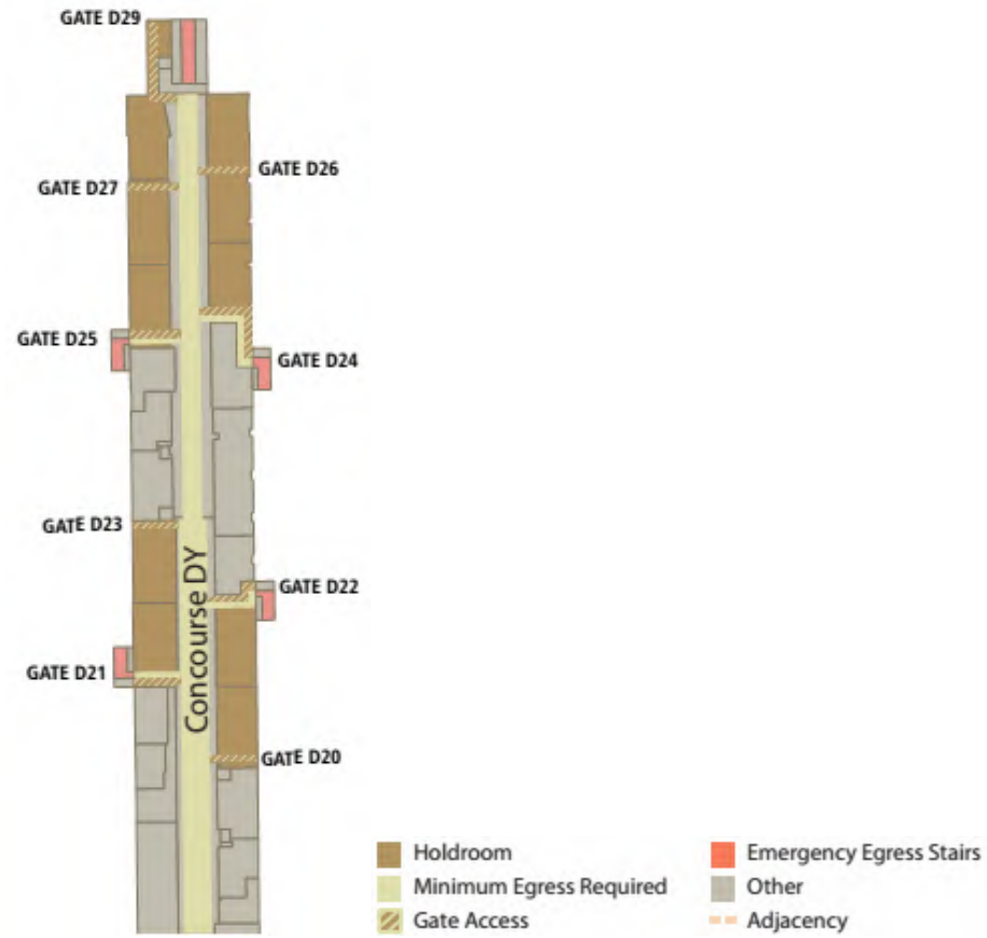 GATE D29
GATE D26
GATE D27
GATE D25
GATE D24
GATE D23
Concourse DY
GATE D22
GATE D21
GATE D20
Holdroom
Minimum Egress Required
Gate Access
Emergency Egress Stairs
Other
Adjacency